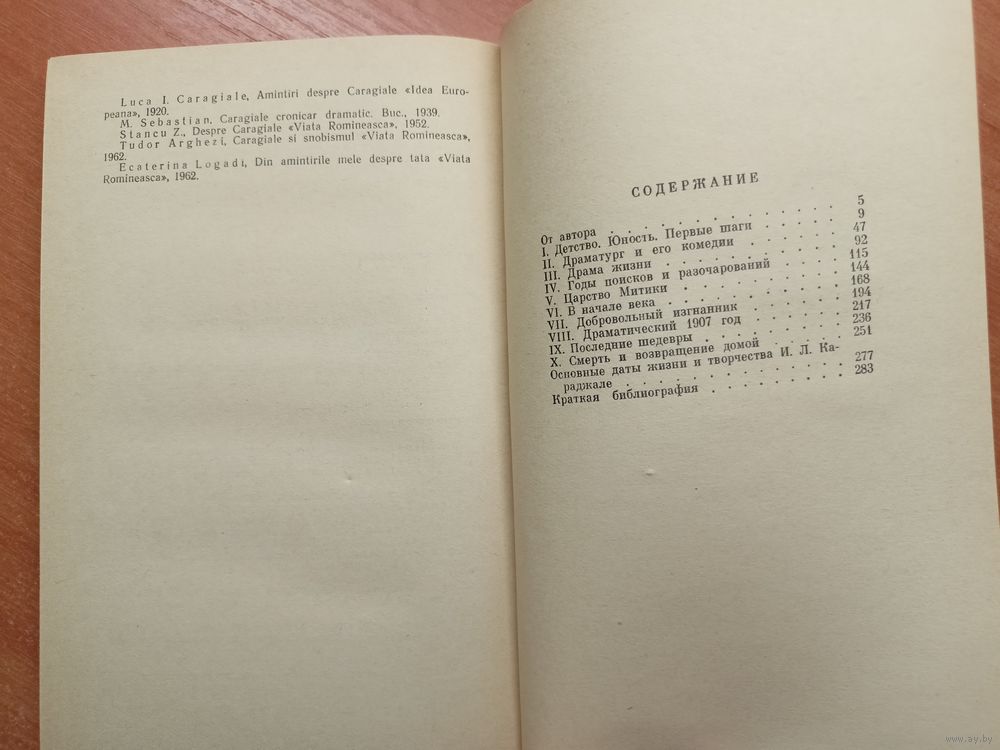 Luca I. Caragiale, Amintiri despre Caragiale «Idea Euro-
peana», 1920.
M. Sebastian, Caragiale cronicar dramatic. Buc., 1939.
Stancu Z., Despre Caragiale «Viata Romineasca», 1952.
Tudor Arghezi, Caragiale si snobismul «Viata Romineasca»,
1962.
Ecaterina Logadi, Din amintirile mele despre tata «Viata
Romineasca», 1962.
СОДЕРЖАНИЕ
От автора . . . . . . . . . . . . 5
I. Детство. Юность. Первые шаги . . . . . 9
II. Драматург и его комедии . . . . . . 47
III. Драма жизни . . . . . . . . . 92
IV. Годы поисков и разочарований . . . . . 115
V. Царство Митики . . . . . . . . . 144
VI. В начале века . . . . . . . . . 168
VII. Добровольный изгнанник . . . . . . 194
VIII. Драматический 1907 год . . . . . . 217
IX. Последние шедевры . . . . . . . . 236
X. Смерть и возвращение домой . . . . . 251
Основные даты жизни и творчества И. Л. Ка-
раджале . . . . . . . . . . . 277
Краткая библиография . . . . . . . . 283
www.ay.by